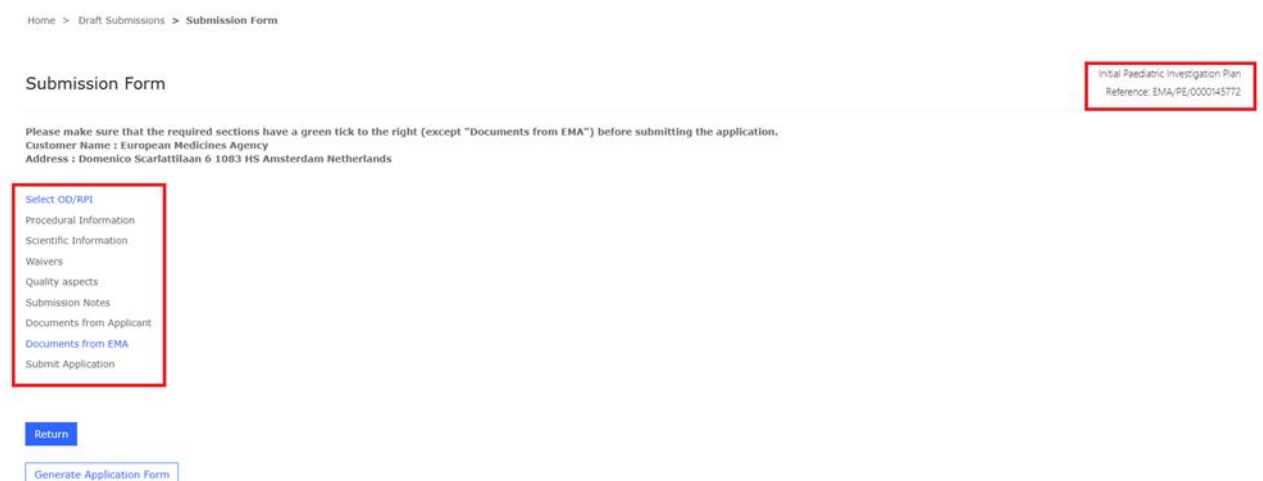 Home > Draft Submissions > Submission Form
Submission Form
Initial Paediatric Investigation Plan
Reference: EMA/PE/0000145772
Please make sure that the required sections have a green tick to the right (except "Documents from EMA") before submitting the application.
Customer Name : European Medicines Agency
Address : Domenico Scarlattilaan 6 1083 HS Amsterdam Netherlands
Select OD/RPI
Procedural Information
Scientific Information
Waivers
Quality aspects
Submission Notes
Documents from Applicant
Documents from EMA
Submit Application
Return
Generate Application Form